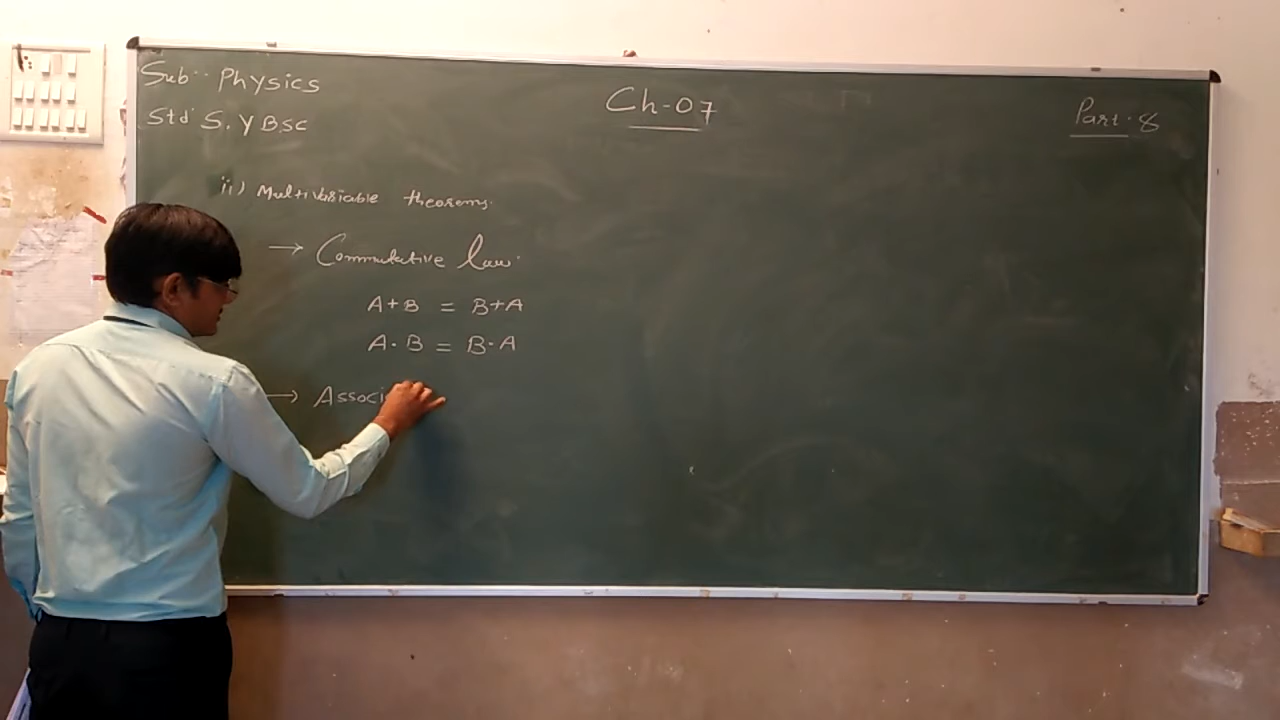 Sub:- Physics
Std S.Y BSC
Ch-07
Part-8
ii) Multivariable theorems.
→ Commutative law.
A+B = B+A
A·B = B·A
→ Associ